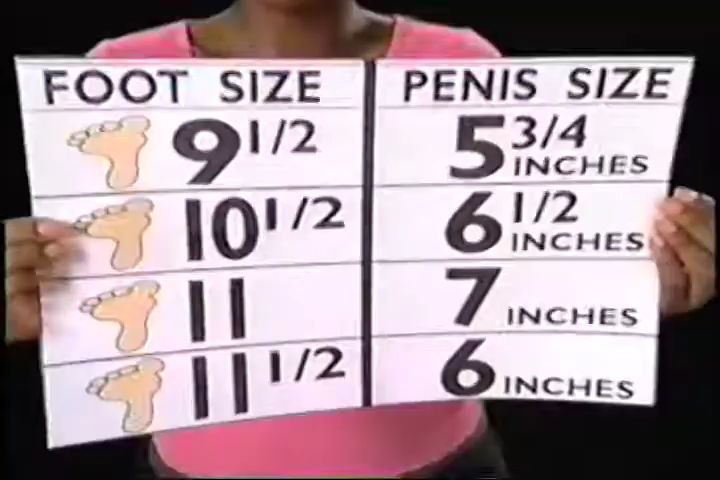 FOOT SIZE PENIS SIZE
9 1/2 5 3/4 INCHES
10 1/2 6 1/2 INCHES
11 7 INCHES
11 1/2 6 INCHES